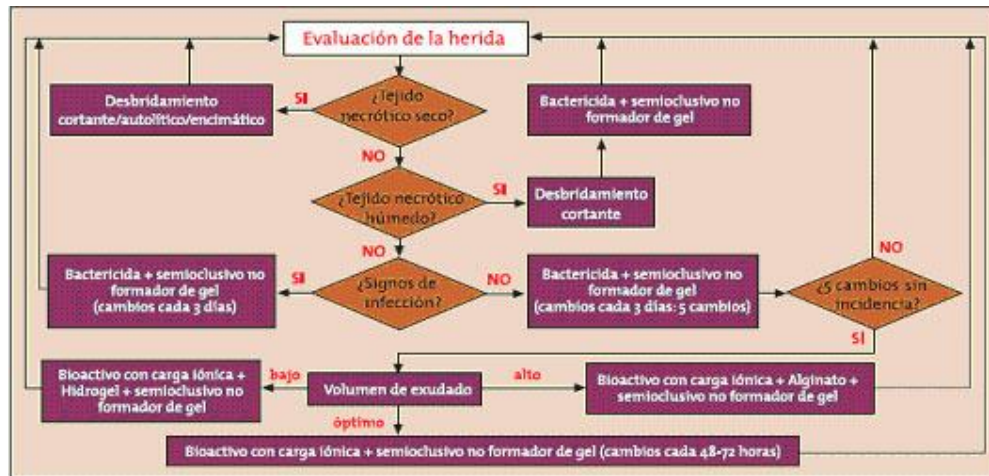 Evaluación de la herida
¿Tejido
necrótico seco?
SI
Desbridamiento
cortante/autolítico/encimático
Bactericida + semioclusivo no
formador de gel
NO
¿Tejido necrótico
húmedo?
SI
Desbridamiento
cortante
NO
¿Signos de
infección?
SI
Bactericida + semioclusivo no
formador de gel
(cambios cada 3 días)
NO
Bactericida + semioclusivo no
formador de gel
(cambios cada 3 días: 5 cambios)
¿5 cambios sin
incidencia?
NO
SÍ
Volumen de exudado
bajo
Bioactivo con carga iónica +
Hidrogel + semioclusivo no
formador de gel
alto
Bioactivo con carga iónica + Alginato +
semioclusivo no formador de gel
óptimo
Bioactivo con carga iónica + semioclusivo no formador de gel (cambios cada 48-72 horas)